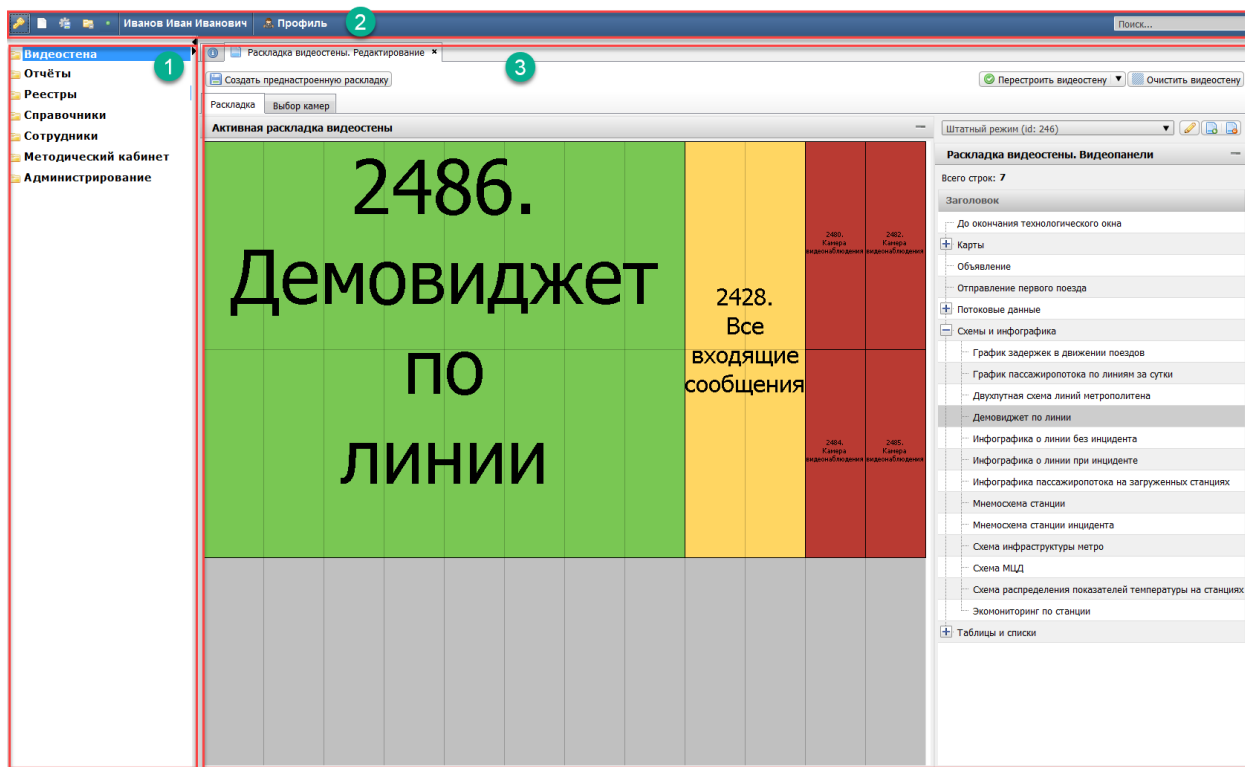 Иванов Иван Иванович
Профиль
2
Поиск...
Видеостена
Отчёты
Реестры
Справочники
Сотрудники
Методический кабинет
Администрирование
1
Раскладка видеостены. Редактирование
3
Создать преднастроенную раскладку
Перестроить видеостену
Очистить видеостену
Раскладка
Выбор камер
Активная раскладка видеостены
2486.
Демовиджет
по
линии
2428.
Все
входящие
сообщения
2480.
Камера
видеонаблюдения
2482.
Камера
видеонаблюдения
2484.
Камера
видеонаблюдения
2485.
Камера
видеонаблюдения
Штатный режим (id: 246)
Раскладка видеостены. Видеопанели
Всего строк: 7
Заголовок
До окончания технологического окна
Карты
Объявление
Отправление первого поезда
Потоковые данные
Схемы и инфографика
График задержек в движении поездов
График пассажиропотока по линиям за сутки
Двухпутная схема линий метрополитена
Демовиджет по линии
Инфографика о линии без инцидента
Инфографика о линии при инциденте
Инфографика пассажиропотока на загруженных станциях
Мнемосхема станции
Мнемосхема станции инцидента
Схема инфраструктуры метро
Схема МЦД
Схема распределения показателей температуры на станциях
Экомониторинг по станции
Таблицы и списки